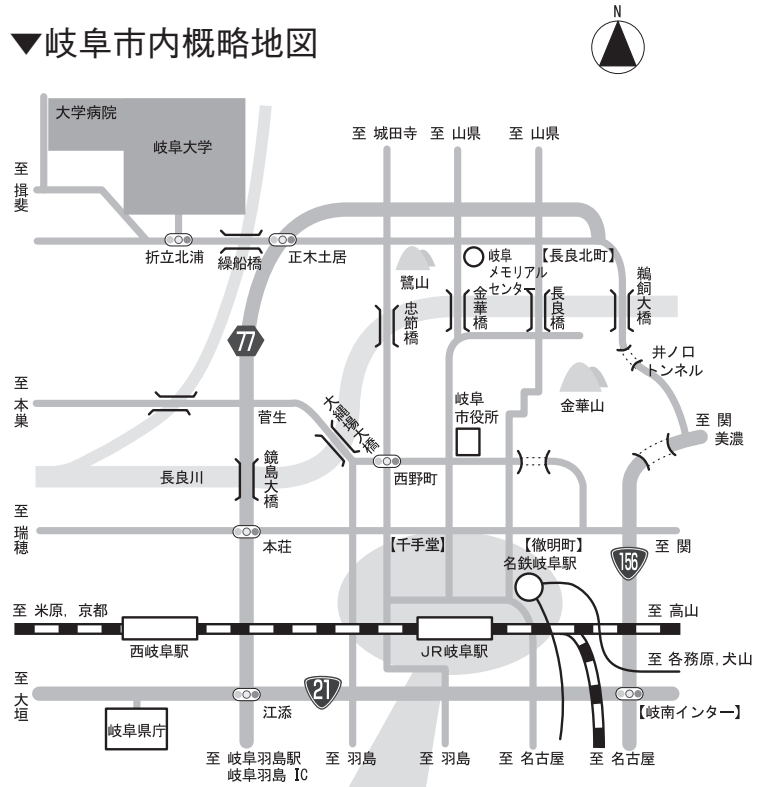 N
▼岐阜市内概略地図
大学病院
岐阜大学
至 城田寺
至 山県
至 山県
至 揖斐
折立北浦
繰船橋
正木土居
鷺山
岐阜
メモリアル
センター
【長良北町】
忠節橋
金華橋
長良橋
鵜飼大橋
77
井ノ口
トンネル
至 本巣
菅生
大縄場大橋
岐阜
市役所
金華山
至 関
美濃
長良川
鏡島大橋
西野町
至 瑞穂
本荘
【千手堂】
【徹明町】
名鉄岐阜駅
156
至 関
至 米原, 京都
至 高山
西岐阜駅
JR岐阜駅
至 各務原, 犬山
至 大垣
21
江添
【岐南インター】
岐阜県庁
至 岐阜羽島駅
岐阜羽島 IC
至 羽島
至 羽島
至 名古屋
至 名古屋